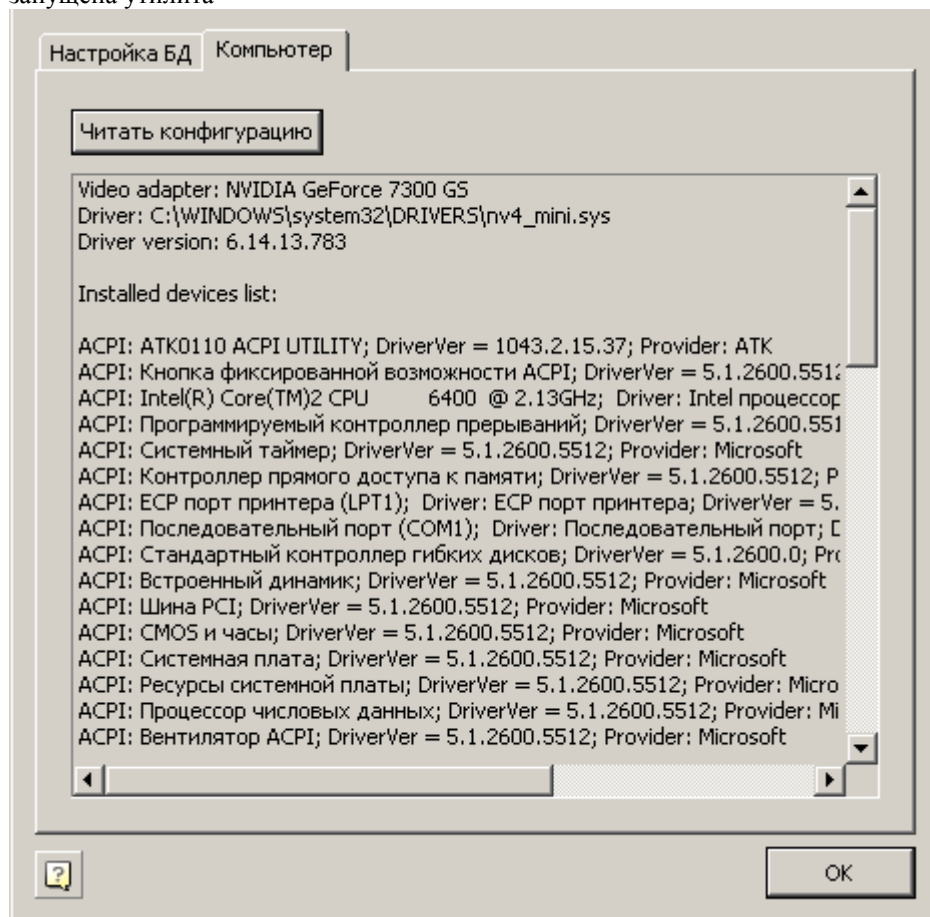 запущена утилита
Настройка БД
Компьютер
Читать конфигурацию
Video adapter: NVIDIA GeForce 7300 GS
Driver: C:\WINDOWS\system32\DRIVERS\nv4_mini.sys
Driver version: 6.14.13.783
Installed devices list:
ACPI: ATK0110 ACPI UTILITY; DriverVer = 1043.2.15.37; Provider: ATK
ACPI: Кнопка фиксированной возможности ACPI; DriverVer = 5.1.2600.5512
ACPI: Intel(R) Core(TM)2 CPU 6400 @ 2.13GHz; Driver: Intel процессор
ACPI: Программируемый контроллер прерываний; DriverVer = 5.1.2600.551
ACPI: Системный таймер; DriverVer = 5.1.2600.5512; Provider: Microsoft
ACPI: Контроллер прямого доступа к памяти; DriverVer = 5.1.2600.5512; P
ACPI: ECP порт принтера (LPT1); Driver: ECP порт принтера; DriverVer = 5.
ACPI: Последовательный порт (COM1); Driver: Последовательный порт; D
ACPI: Стандартный контроллер гибких дисков; DriverVer = 5.1.2600.0; Pro
ACPI: Встроенный динамик; DriverVer = 5.1.2600.5512; Provider: Microsoft
ACPI: Шина PCI; DriverVer = 5.1.2600.5512; Provider: Microsoft
ACPI: CMOS и часы; DriverVer = 5.1.2600.5512; Provider: Microsoft
ACPI: Системная плата; DriverVer = 5.1.2600.5512; Provider: Microsoft
ACPI: Ресурсы системной платы; DriverVer = 5.1.2600.5512; Provider: Micro
ACPI: Процессор числовых данных; DriverVer = 5.1.2600.5512; Provider: Mi
ACPI: Вентилятор ACPI; DriverVer = 5.1.2600.5512; Provider: Microsoft
?
OK